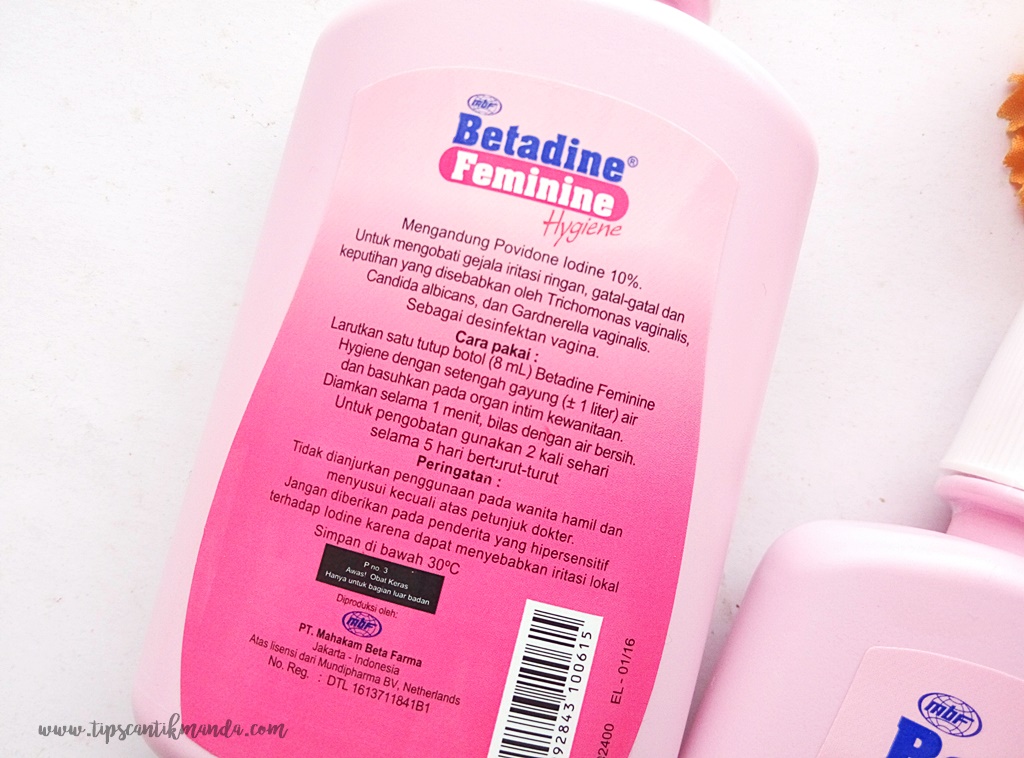 mBF
Betadine®
Feminine
Hygiene
Mengandung Povidone Iodine 10%.
Untuk mengobati gejala iritasi ringan, gatal-gatal dan
keputihan yang disebabkan oleh Trichomonas vaginalis,
Candida albicans, dan Gardnerella vaginalis.
Sebagai desinfektan vagina.
Cara pakai :
Larutkan satu tutup botol (8 mL) Betadine Feminine
Hygiene dengan setengah gayung (± 1 liter) air
dan basuhkan pada organ intim kewanitaan.
Diamkan selama 1 menit, bilas dengan air bersih.
Untuk pengobatan gunakan 2 kali sehari
selama 5 hari berturut-turut
Peringatan :
Tidak dianjurkan penggunaan pada wanita hamil dan
menyusui kecuali atas petunjuk dokter.
Jangan diberikan pada penderita yang hipersensitif
terhadap Iodine karena dapat menyebabkan iritasi lokal
Simpan di bawah 30°C
P no. 3
Awas! Obat Keras
Hanya untuk bagian luar badan
Diproduksi oleh:
mBF
PT. Mahakam Beta Farma
Jakarta - Indonesia
Atas lisensi dari Mundipharma BV, Netherlands
No. Reg. : DTL 1613711841B1
92843 100615
02400 EL - 01/16
mBF
www.tipscantikmanda.com